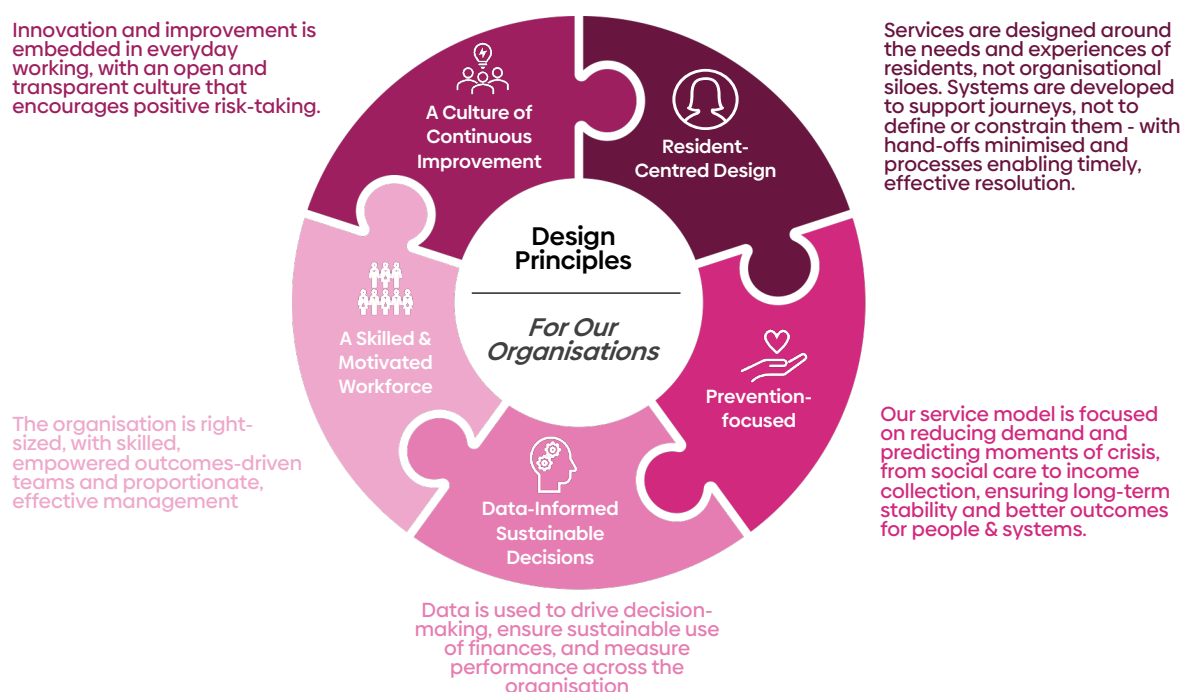 Innovation and improvement is
embedded in everyday
working, with an open and
transparent culture that
encourages positive risk-taking.
A Culture of
Continuous
Improvement
Resident-
Centred Design
Services are designed around
the needs and experiences of
residents, not organisational
siloes. Systems are developed
to support journeys, not to
define or constrain them - with
hand-offs minimised and
processes enabling timely,
effective resolution.
Design
Principles
For Our
Organisations
A Skilled &
Motivated
Workforce
Prevention-
focused
The organisation is right-
sized, with skilled,
empowered outcomes-driven
teams and proportionate,
effective management
Our service model is focused
on reducing demand and
predicting moments of crisis,
from social care to income
collection, ensuring long-term
stability and better outcomes
for people & systems.
Data-Informed
Sustainable
Decisions
Data is used to drive decision-
making, ensure sustainable use
of finances, and measure
performance across the
organisation